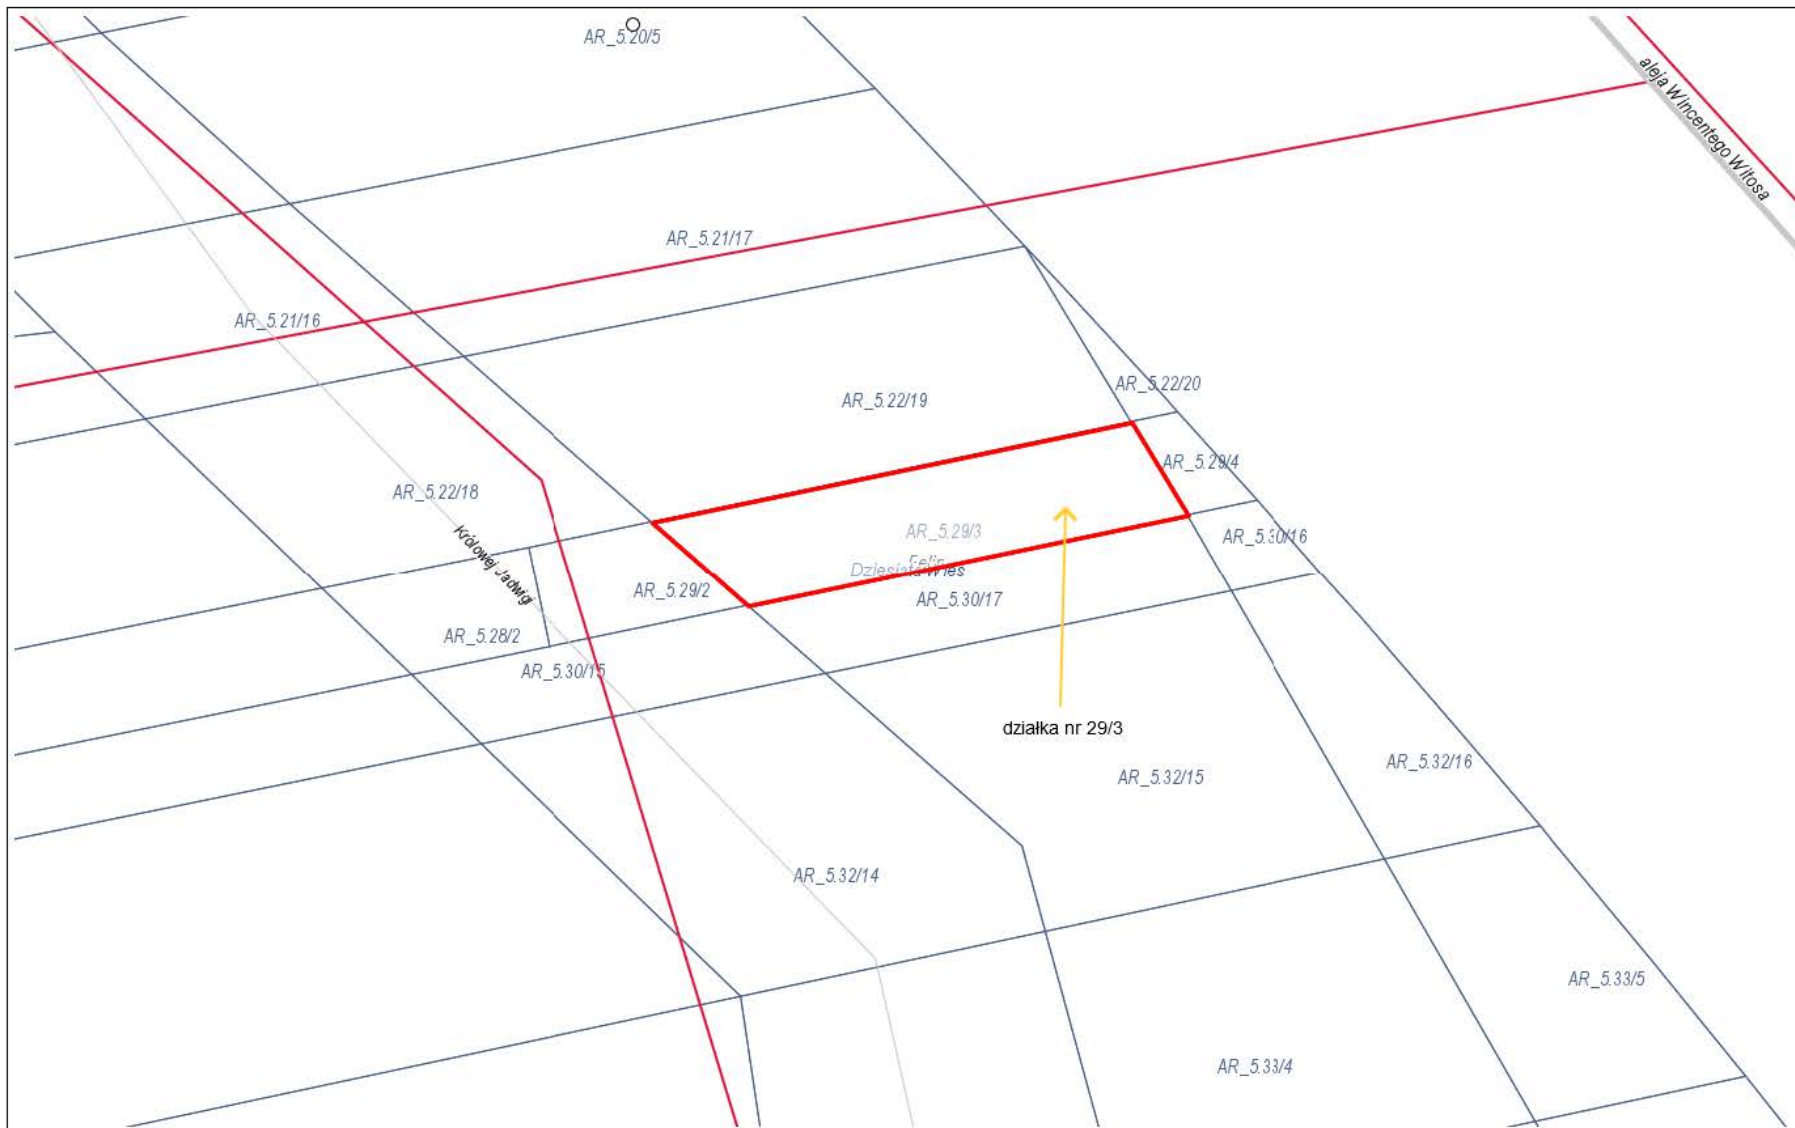 AR_5.20/5
aleja Wincentego Witosa
AR_5.21/17
AR_5.21/16
AR_5.22/20
AR_5.22/19
AR_5.29/4
AR_5.22/18
AR_5.29/3
AR_5.30/16
Królowej Jadwigi
Felin
Dziesiąta Wieś
AR_5.29/2
AR_5.30/17
AR_5.28/2
AR_5.30/15
działka nr 29/3
AR_5.32/16
AR_5.32/15
AR_5.32/14
AR_5.33/5
AR_5.33/4